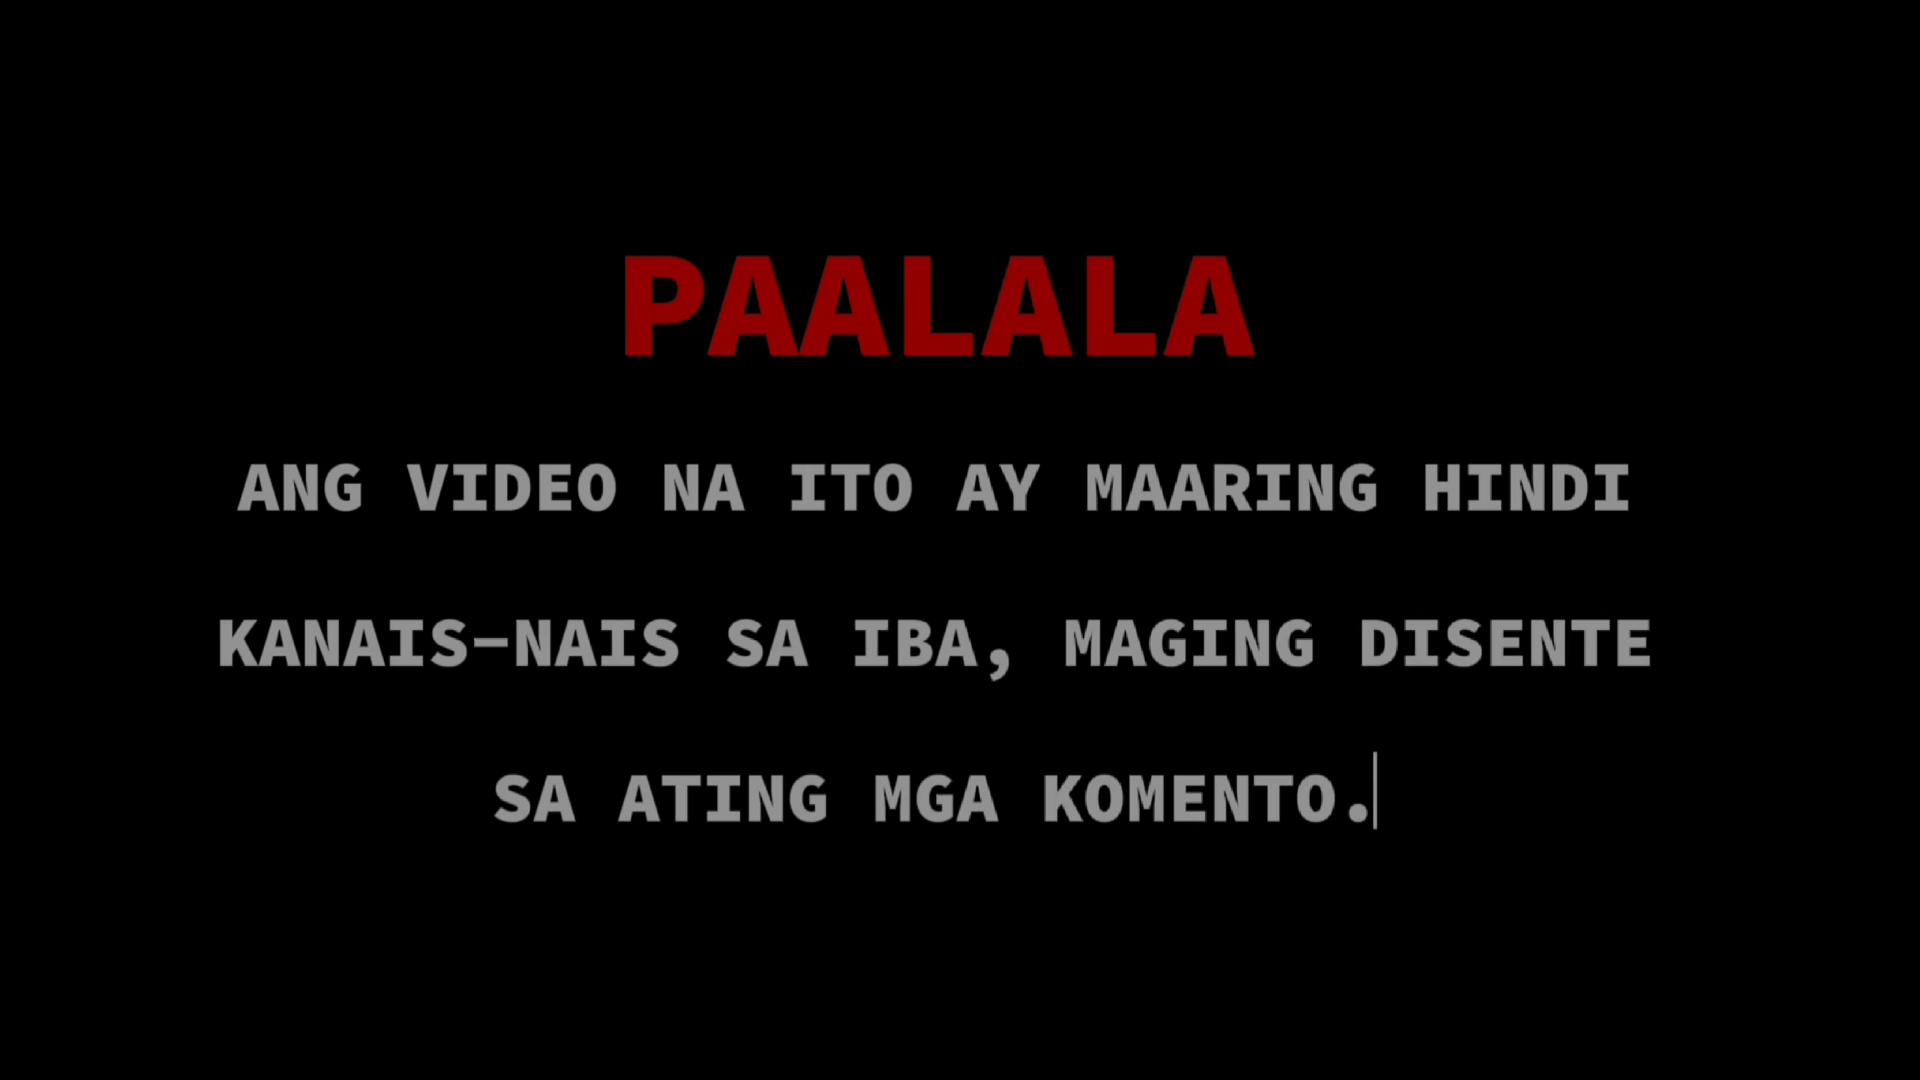 PAALALA
ANG VIDEO NA ITO AY MAARING HINDI
KANAIS-NAIS SA IBA, MAGING DISENTE
SA ATING MGA KOMENTO.